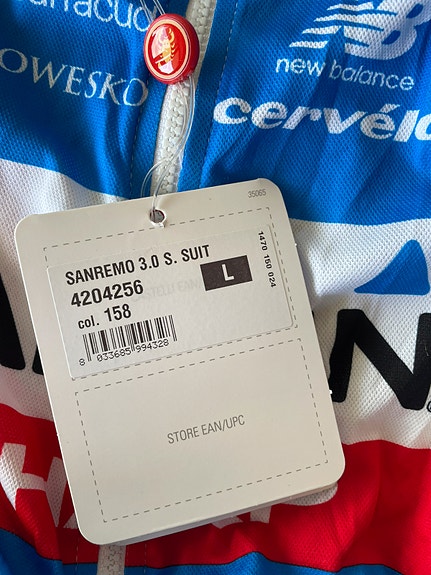 arracud
OWESKO
new balance
cervélo
35065
SANREMO 3.0 S. SUIT
4204256
L
col. 158
1470 150 024
8 033685 994328
STORE EAN/UPC
N